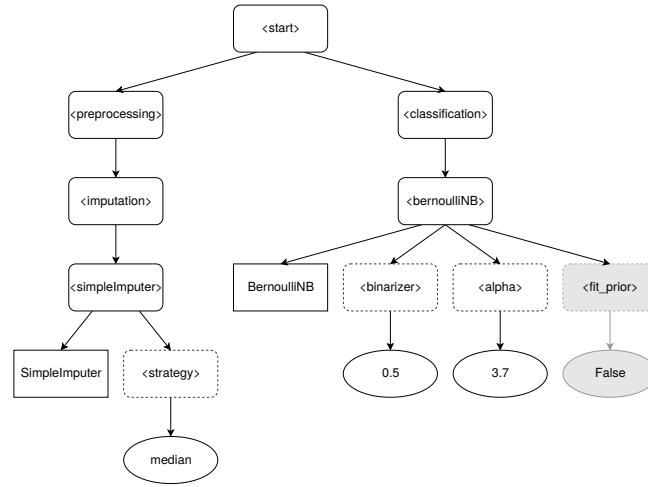 <start>
<preprocessing>
<classification>
<imputation>
<bernoulliNB>
<simpleImputer>
BernoulliNB
<binarizer>
<alpha>
<fit_prior>
SimpleImputer
<strategy>
0.5
3.7
False
median